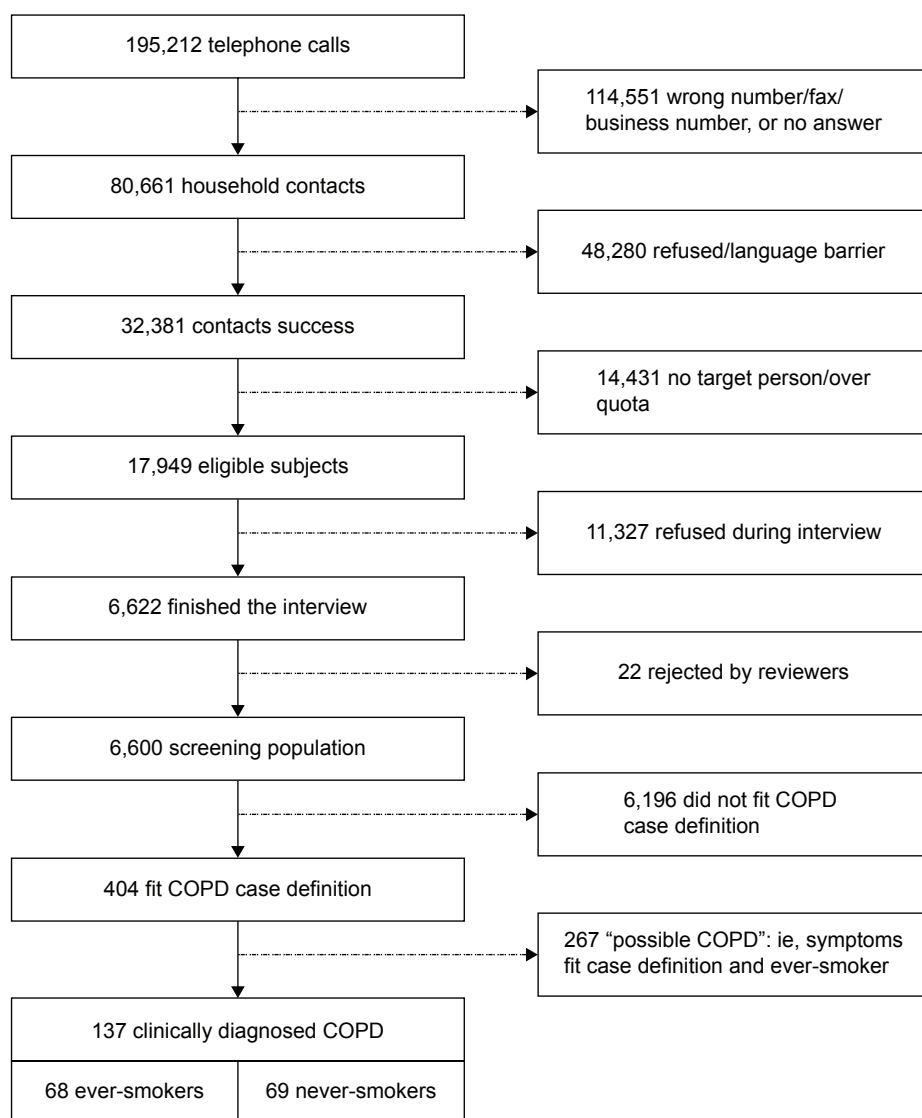 195,212 telephone calls
114,551 wrong number/fax/
business number, or no answer
80,661 household contacts
48,280 refused/language barrier
32,381 contacts success
14,431 no target person/over
quota
17,949 eligible subjects
11,327 refused during interview
6,622 finished the interview
22 rejected by reviewers
6,600 screening population
6,196 did not fit COPD
case definition
404 fit COPD case definition
267 “possible COPD”: ie, symptoms
fit case definition and ever-smoker
137 clinically diagnosed COPD
68 ever-smokers
69 never-smokers